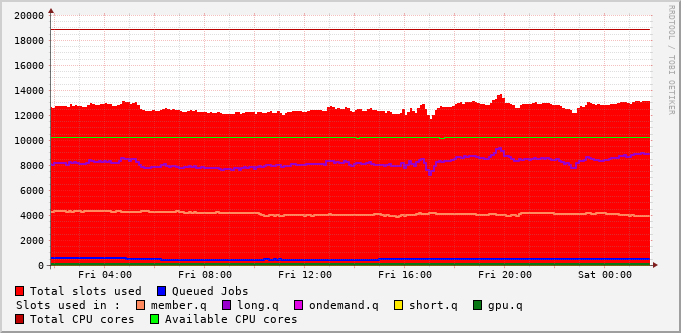 RRDTOOL / TOBI OETIKER
20000
18000
16000
14000
12000
10000
8000
6000
4000
2000
0
Fri 04:00 Fri 08:00 Fri 12:00 Fri 16:00 Fri 20:00 Sat 00:00
Total slots used Queued Jobs
Slots used in : member.q long.q ondemand.q short.q gpu.q
Total CPU cores Available CPU cores